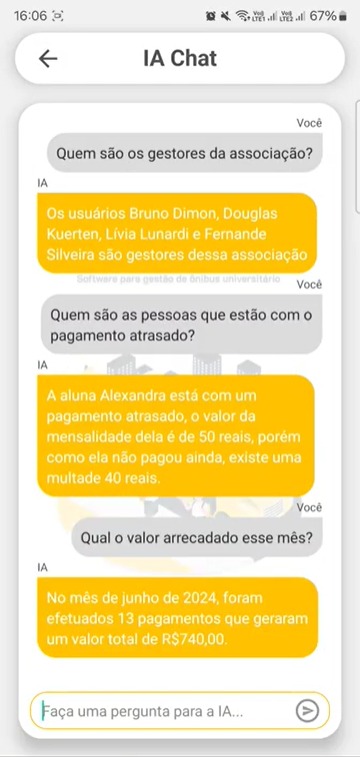 16:06
Vo) LTE1 Vo) LTE2 67%
IA Chat
Você
Quem são os gestores da associação?
IA
Os usuários Bruno Dimon, Douglas
Kuerten, Lívia Lunardi e Fernande
Silveira são gestores dessa associação
Software para gestão de ônibus universitário
Você
Quem são as pessoas que estão com o
pagamento atrasado?
IA
A aluna Alexandra está com um
pagamento atrasado, o valor da
mensalidade dela é de 50 reais, porém
como ela não pagou ainda, existe uma
multade 40 reais.
Você
Qual o valor arrecadado esse mês?
IA
No mês de junho de 2024, foram
efetuados 13 pagamentos que geraram
um valor total de R$740,00.
Faça uma pergunta para a IA...